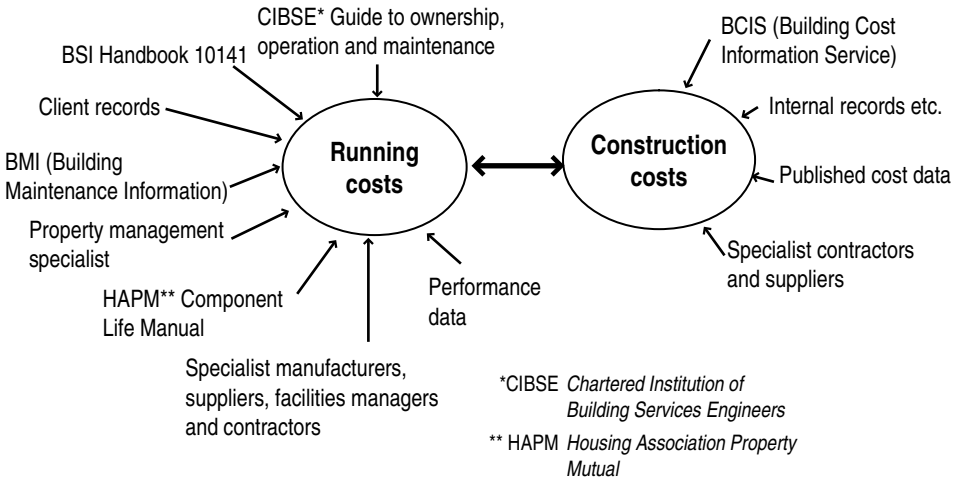 CIBSE* Guide to ownership,
operation and maintenance
BSI Handbook 10141
Client records
BMI (Building
Maintenance Information)
Property management
specialist
HAPM** Component
Life Manual
Specialist manufacturers,
suppliers, facilities managers
and contractors
Performance
data
Running
costs
Construction
costs
BCIS (Building Cost
Information Service)
Internal records etc.
Published cost data
Specialist contractors
and suppliers
*CIBSE Chartered Institution of
Building Services Engineers
** HAPM Housing Association Property
Mutual